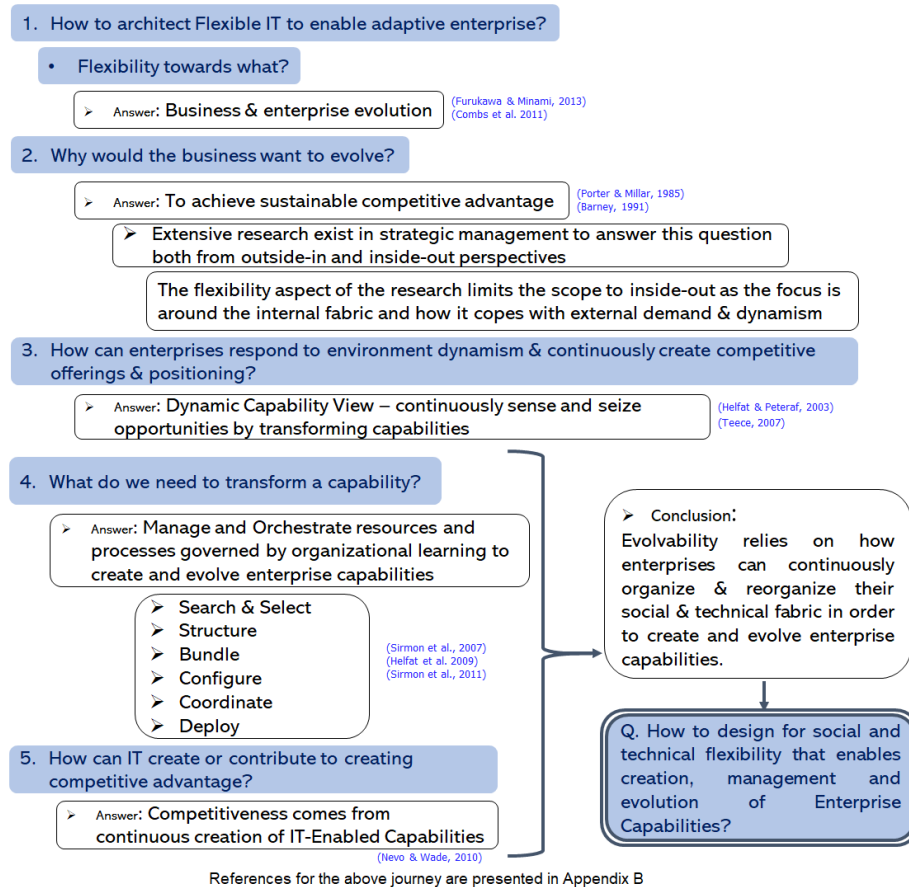 1. How to architect Flexible IT to enable adaptive enterprise?
• Flexibility towards what?
➢ Answer: Business & enterprise evolution
(Furukawa & Minami, 2013)
(Combs et al. 2011)
2. Why would the business want to evolve?
➢ Answer: To achieve sustainable competitive advantage
(Porter & Millar, 1985)
(Barney, 1991)
➢ Extensive research exist in strategic management to answer this question
both from outside-in and inside-out perspectives
The flexibility aspect of the research limits the scope to inside-out as the focus is
around the internal fabric and how it copes with external demand & dynamism
3. How can enterprises respond to environment dynamism & continuously create competitive
offerings & positioning?
➢ Answer: Dynamic Capability View – continuously sense and seize
opportunities by transforming capabilities
(Helfat & Peteraf, 2003)
(Teece, 2007)
4. What do we need to transform a capability?
➢ Answer: Manage and Orchestrate resources and
processes governed by organizational learning to
create and evolve enterprise capabilities
➢ Search & Select
➢ Structure
➢ Bundle
➢ Configure
➢ Coordinate
➢ Deploy
(Sirmon et al., 2007)
(Helfat et al. 2009)
(Sirmon et al., 2011)
5. How can IT create or contribute to creating
competitive advantage?
➢ Answer: Competitiveness comes from
continuous creation of IT-Enabled Capabilities
(Nevo & Wade, 2010)
➢ Conclusion:
Evolvability relies on how
enterprises can continuously
organize & reorganize their
social & technical fabric in order
to create and evolve enterprise
capabilities.
Q. How to design for social and
technical flexibility that enables
creation, management and
evolution of Enterprise
Capabilities?
References for the above journey are presented in Appendix B